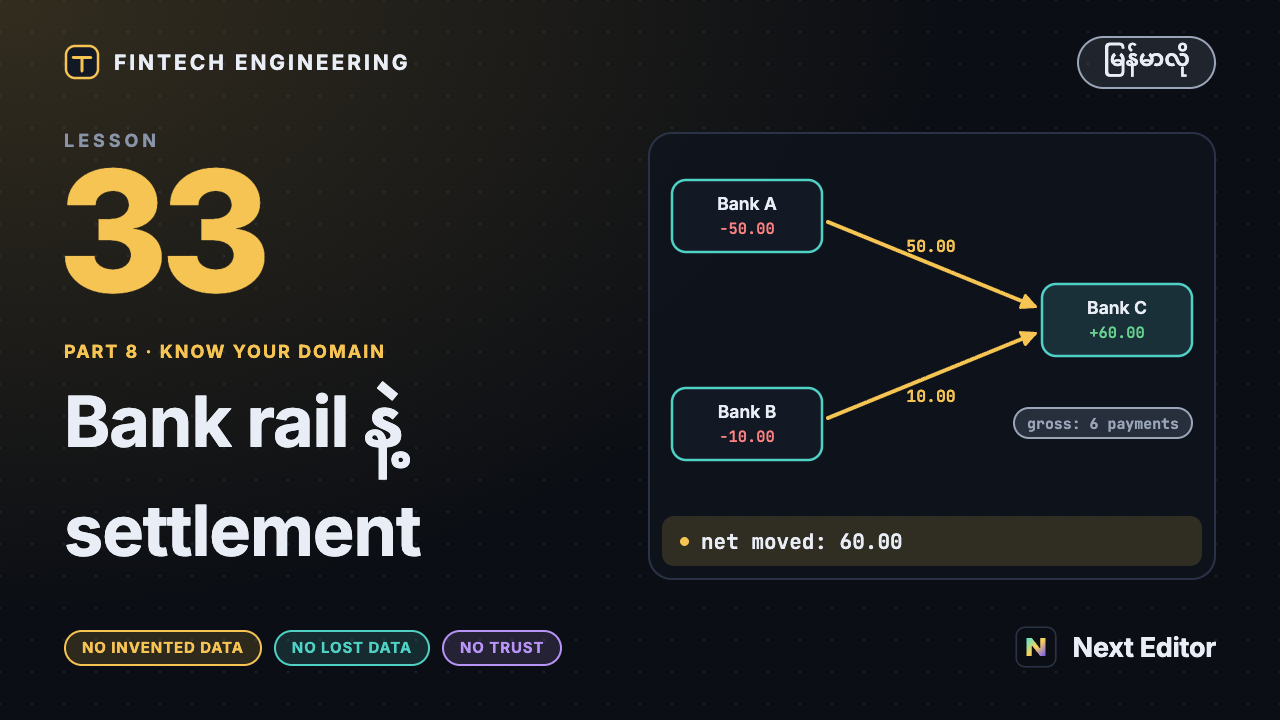 FINTECH ENGINEERING
မြန်မာလို
LESSON
33
PART 8 · KNOW YOUR DOMAIN
Bank rail နဲ့
settlement
Bank A
-50.00
50.00
Bank C
+60.00
Bank B
-10.00
10.00
gross: 6 payments
net moved: 60.00
NO INVENTED DATA
NO LOST DATA
NO TRUST
N
Next Editor